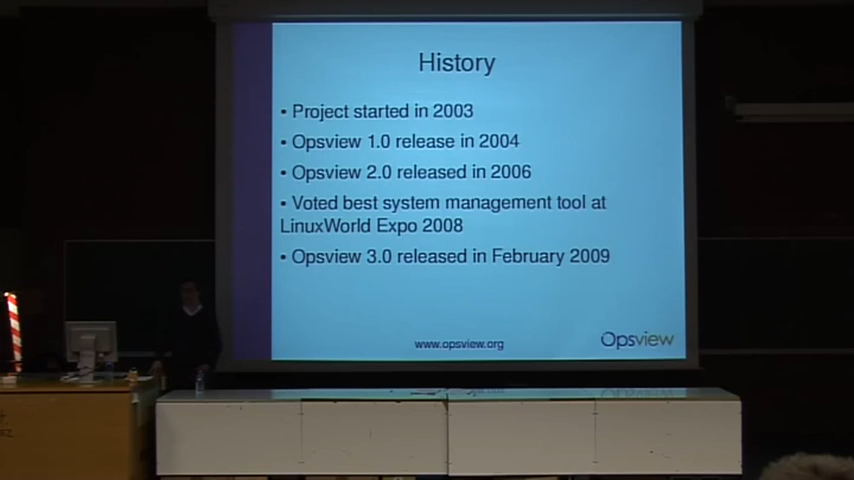 History
• Project started in 2003
• Opsview 1.0 release in 2004
• Opsview 2.0 released in 2006
• Voted best system management tool at
LinuxWorld Expo 2008
• Opsview 3.0 released in February 2009
www.opsview.org
Opsview